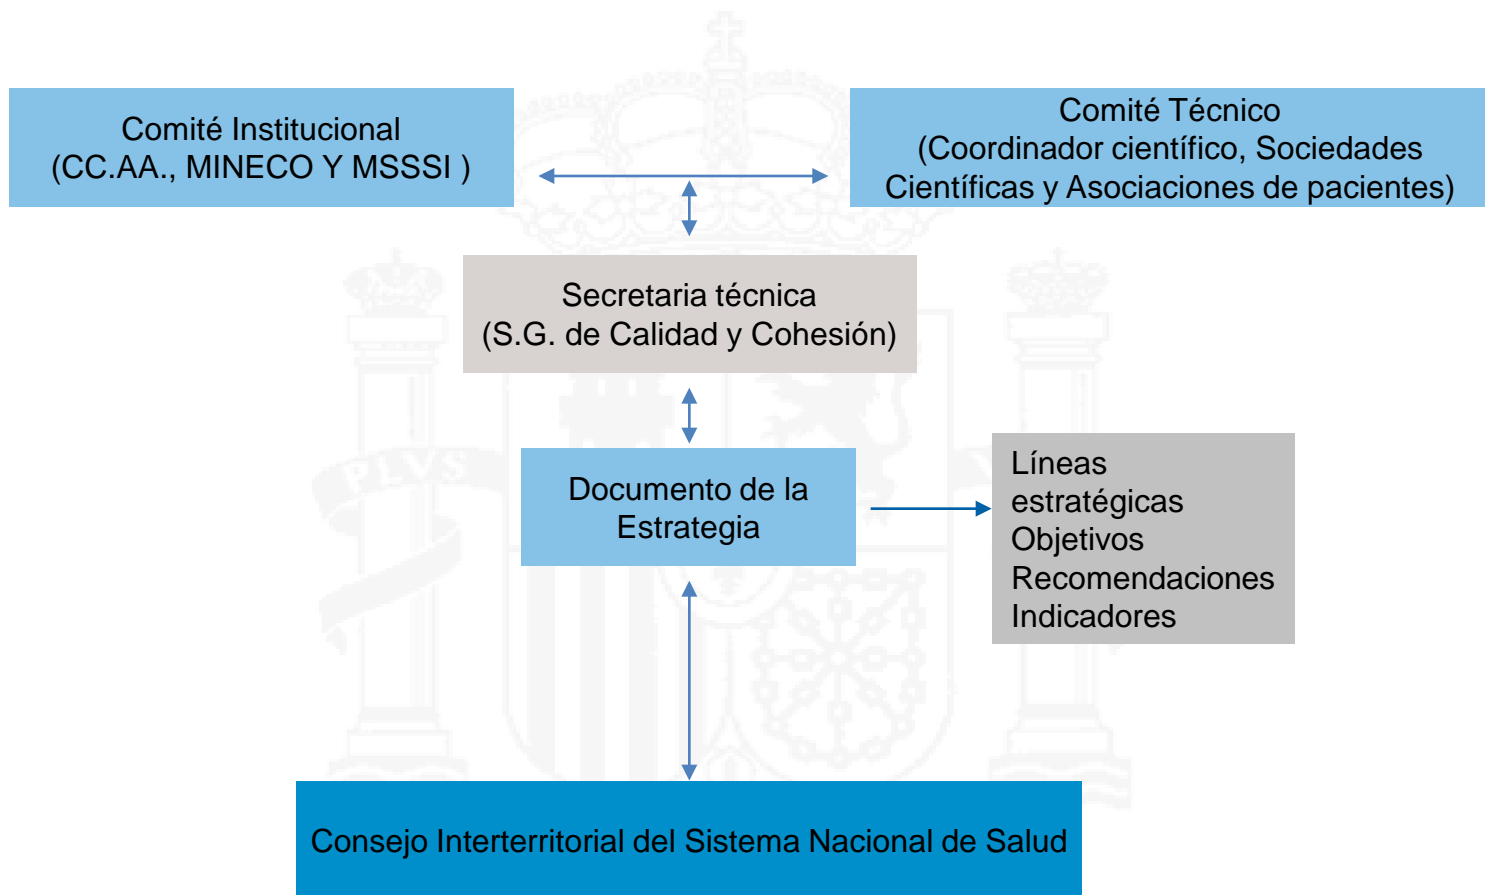 Comité Institucional
(CC.AA., MINECO Y MSSSI )
Comité Técnico
(Coordinador científico, Sociedades
Científicas y Asociaciones de pacientes)
Secretaria técnica
(S.G. de Calidad y Cohesión)
Documento de la
Estrategia
Líneas
estratégicas
Objetivos
Recomendaciones
Indicadores
PLVS
Consejo Interterritorial del Sistema Nacional de Salud